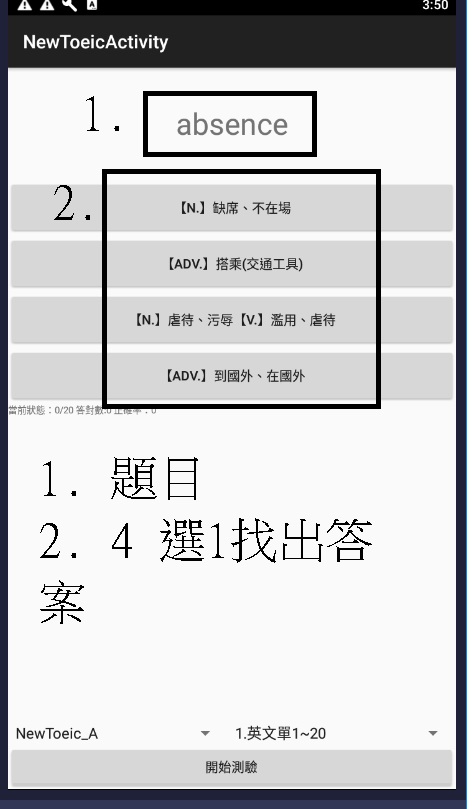 3:50
NewToeicActivity
1. absence
2.
【N.】缺席、不在場
【ADV.】搭乘(交通工具)
【N.】虐待、污辱【V.】濫用、虐待
【ADV.】到國外、在國外
當前狀態：0/20 答對數:0 正確率：0
1. 題目
2. 4 選1找出答
案
NewToeic_A 1.英文單1~20
開始測驗